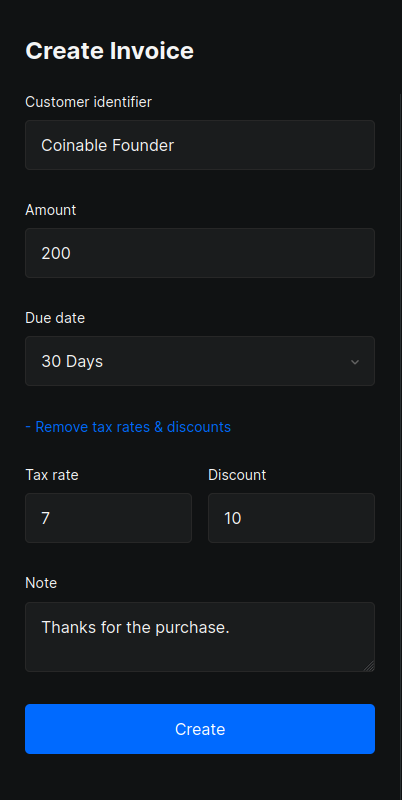 Create Invoice
Customer identifier
Coinable Founder
Amount
200
Due date
30 Days
- Remove tax rates & discounts
Tax rate
Discount
7
10
Note
Thanks for the purchase.
Create